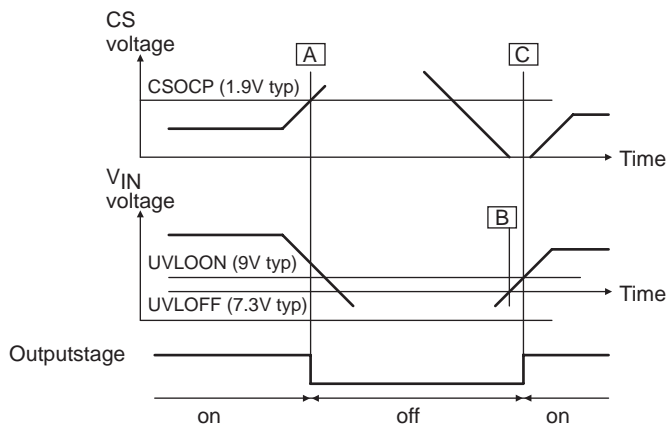 CS
voltage
A
C
CSOCP (1.9V typ)
Time
VIN
voltage
B
UVLOON (9V typ)
Time
UVLOFF (7.3V typ)
Outputstage
on
off
on